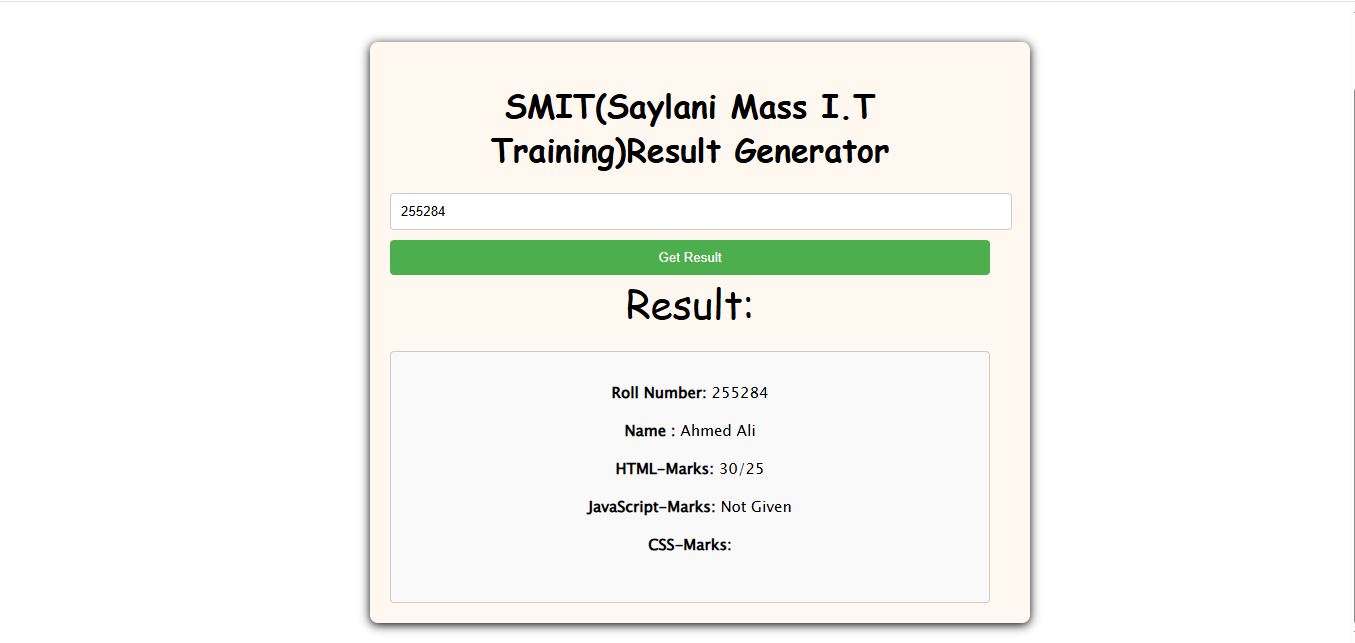 SMIT(Saylani Mass I.T
Training)Result Generator
255284
Get Result
Result:
Roll Number: 255284
Name : Ahmed Ali
HTML-Marks: 30/25
JavaScript-Marks: Not Given
CSS-Marks: